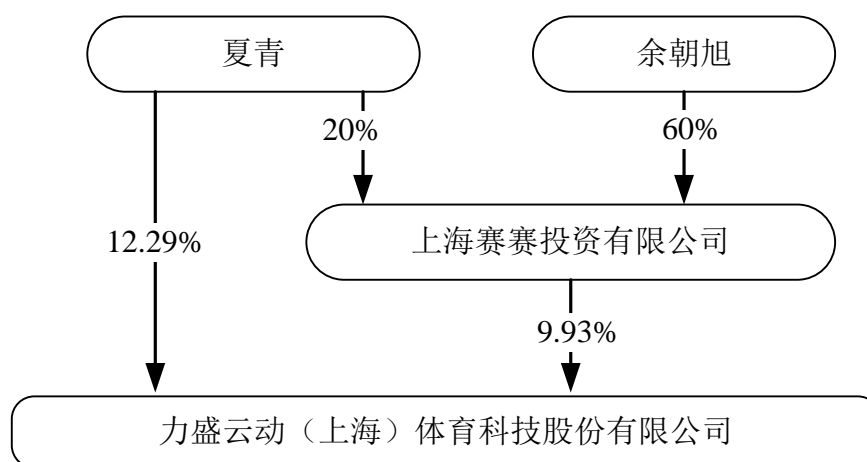 夏青
余朝旭
20%
60%
12.29%
上海赛赛投资有限公司
9.93%
力盛云动（上海）体育科技股份有限公司